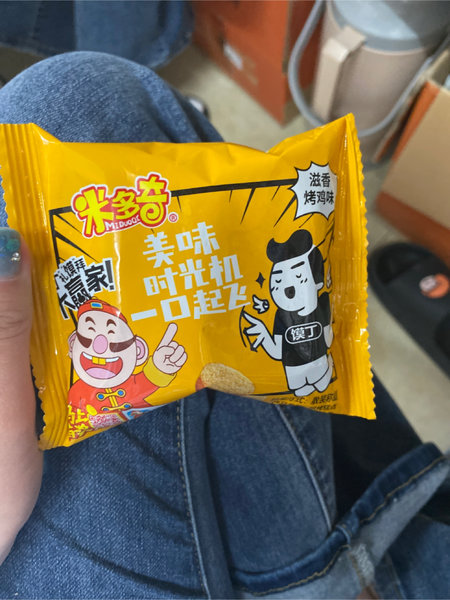 米多奇®
MIDUOQI
滋香
烤鸡味
美味
时光机
一口起飞
大赢家!
馍丁